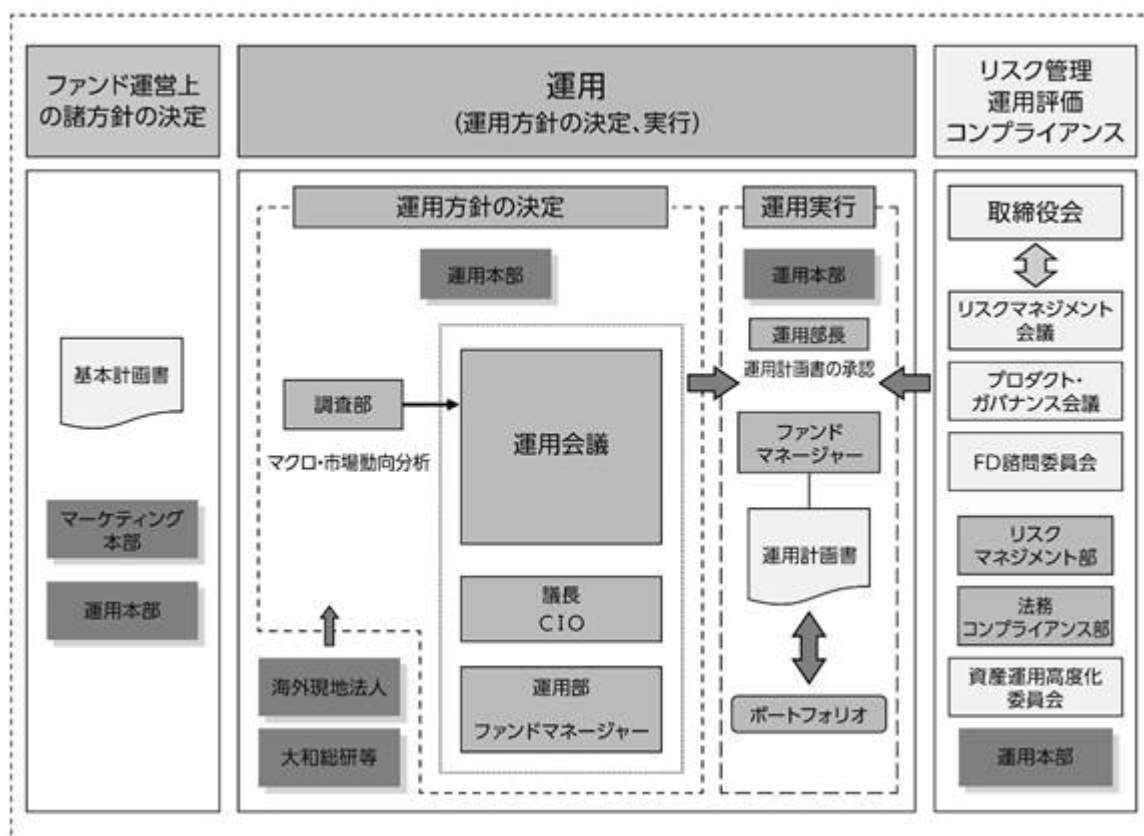 ファンド運営上
の諸方針の決定
運用
(運用方針の決定、実行)
リスク管理
運用評価
コンプライアンス
基本計画書
マーケティング
本部
運用本部
運用方針の決定
運用本部
調査部
マクロ・市場動向分析
運用会議
議長
CIO
運用部
ファンドマネージャー
海外現地法人
大和総研等
運用実行
運用本部
運用部長
運用計画書の承認
ファンド
マネージャー
運用計画書
ポートフォリオ
取締役会
リスクマネジメント
会議
プロダクト・
ガバナンス会議
FD諮問委員会
リスク
マネジメント部
法務
コンプライアンス部
資産運用高度化
委員会
運用本部